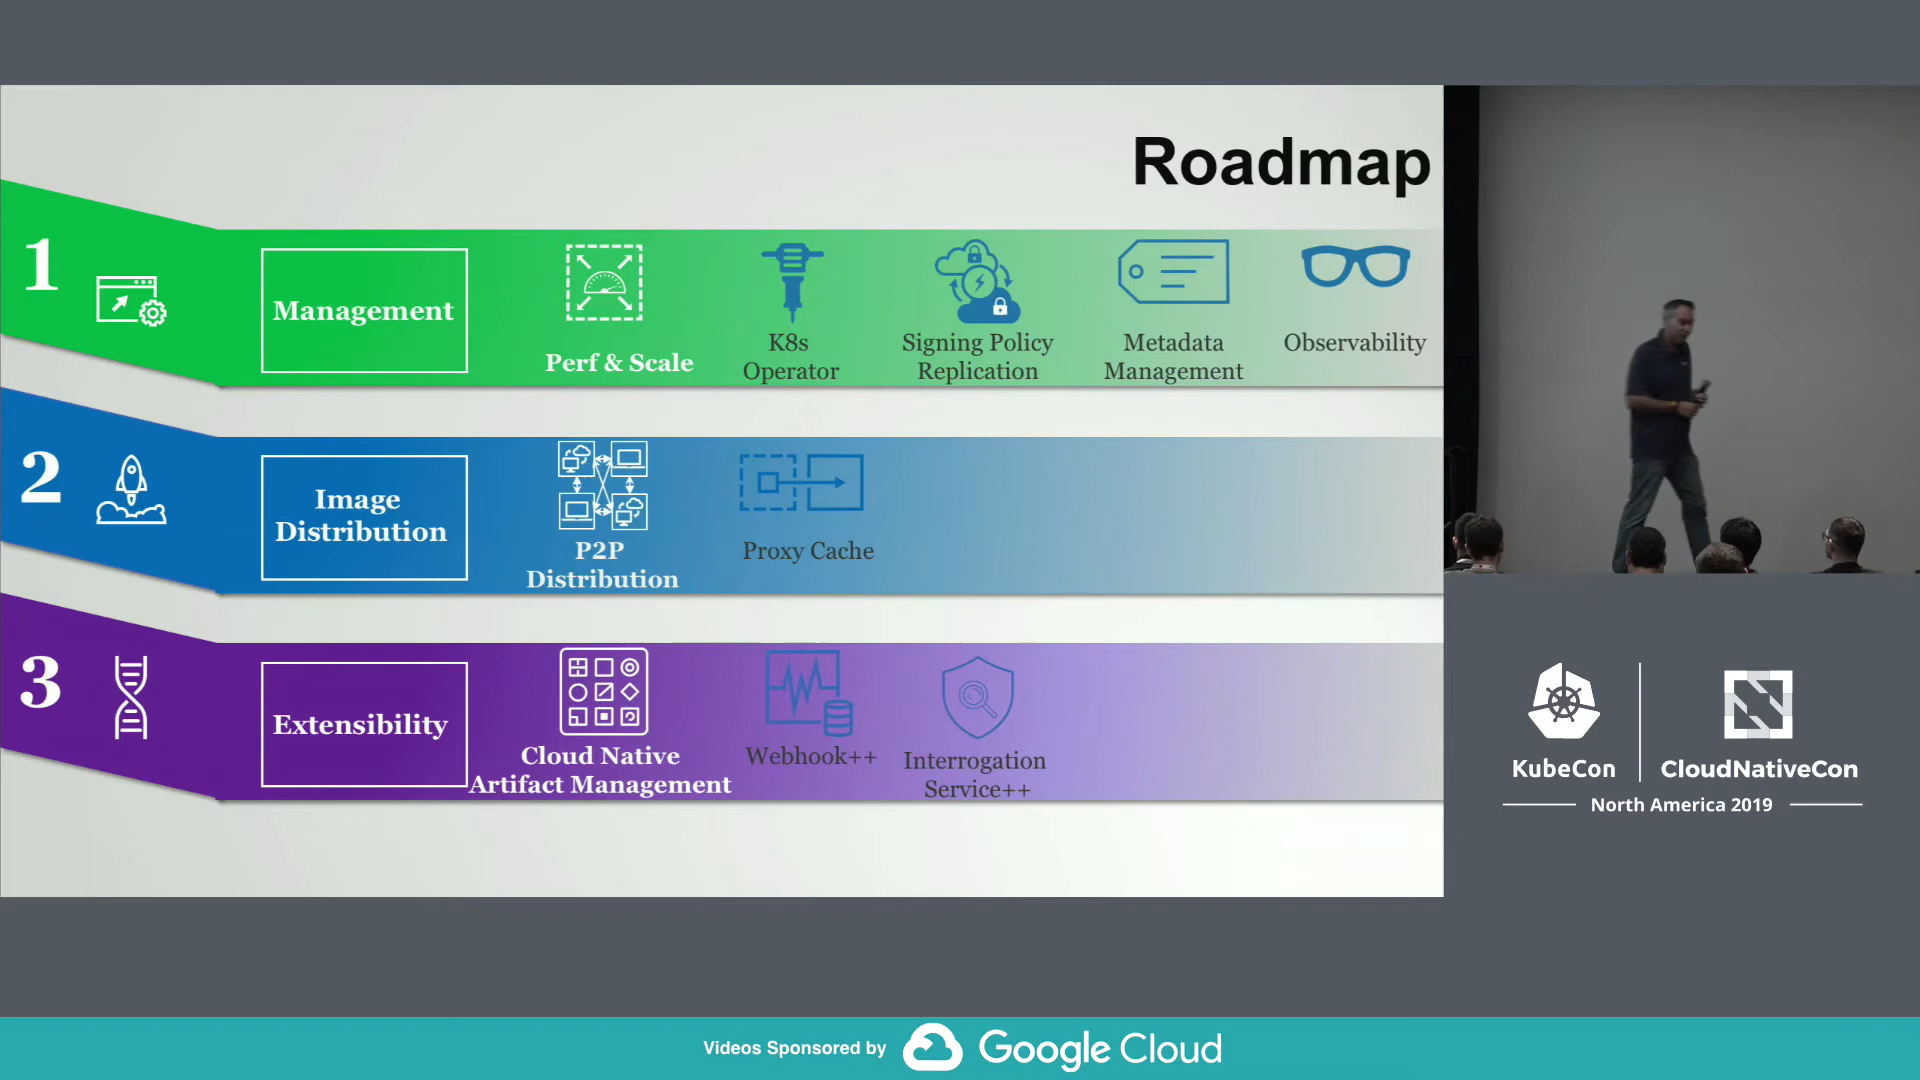 Roadmap
1
Management
Perf & Scale
K8s
Operator
Signing Policy
Replication
Metadata
Management
Observability
2
Image
Distribution
P2P
Distribution
Proxy Cache
3
Extensibility
Cloud Native
Artifact Management
Webhook++
Interrogation
Service++
KubeCon
CloudNativeCon
North America 2019
Videos Sponsored by
Google Cloud